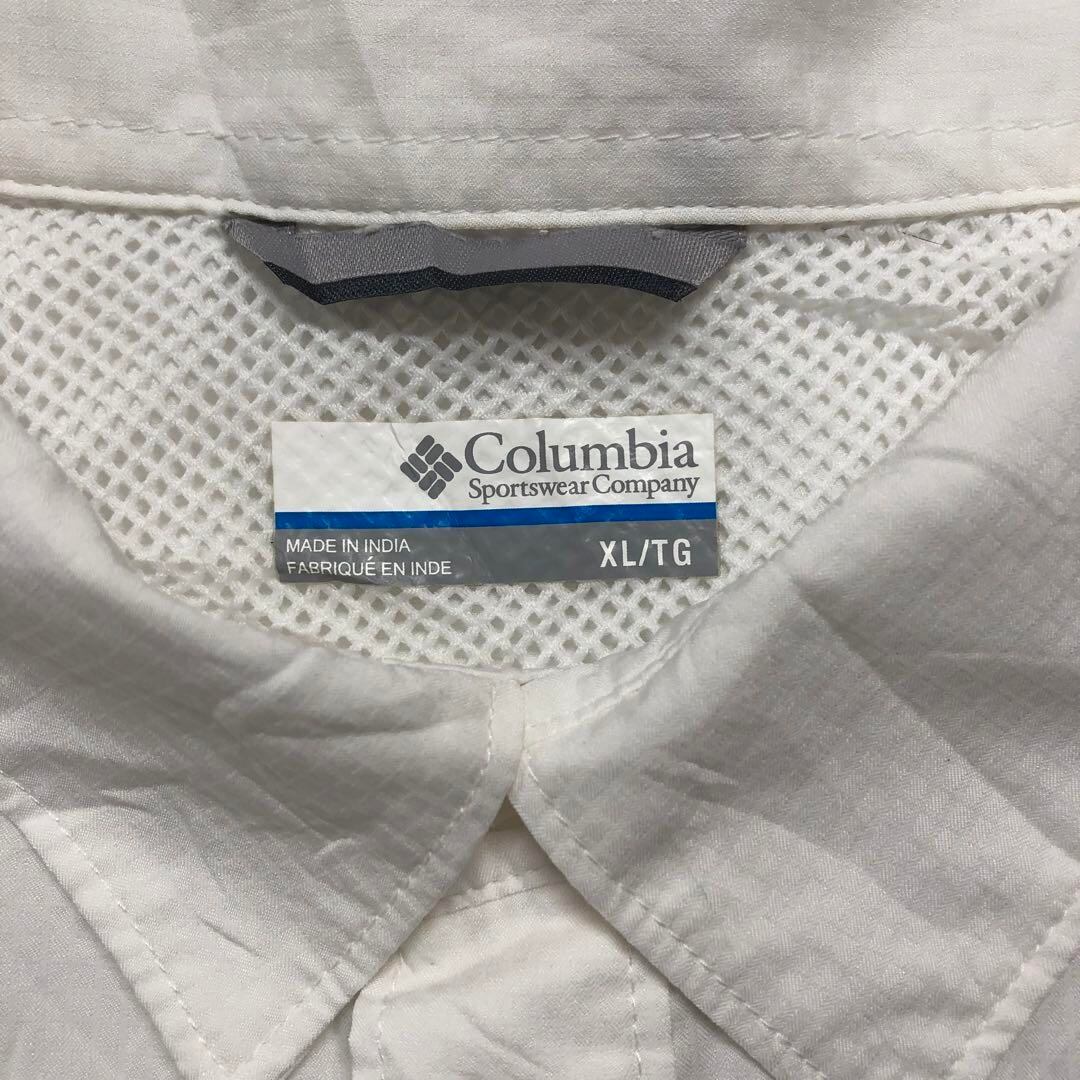 Columbia
Sportswear Company
MADE IN INDIA
FABRIQUÉ EN INDE
XL/TG